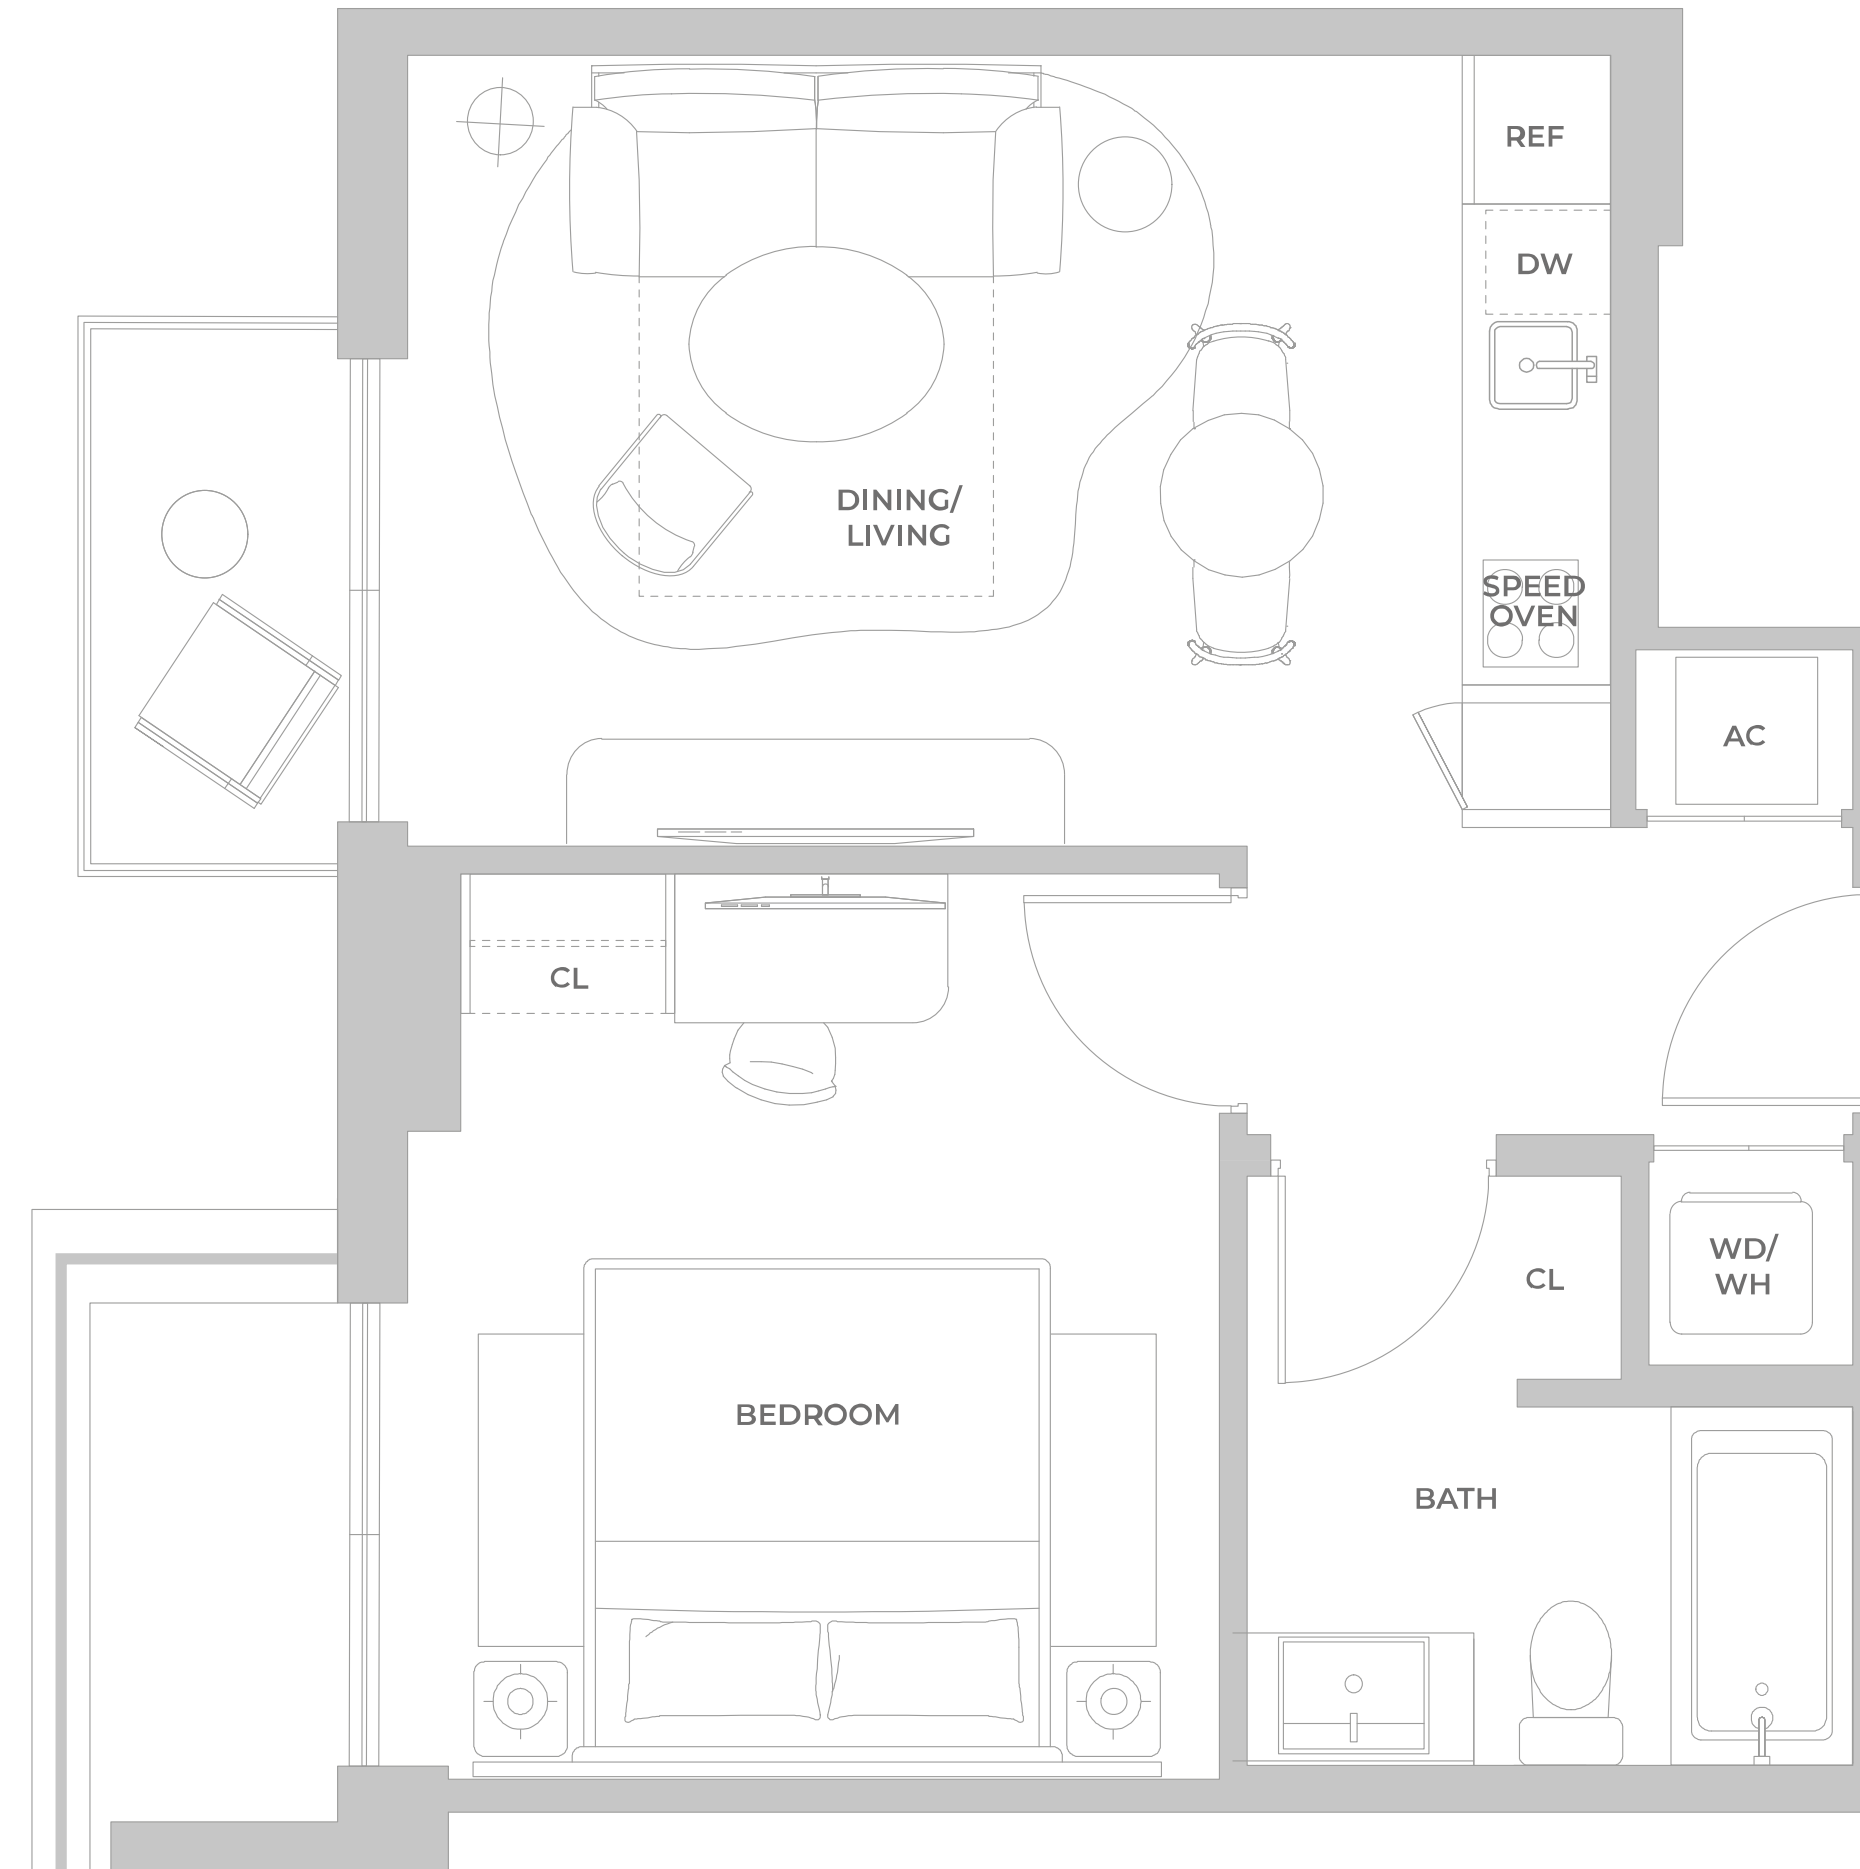 REF
DW
DINING/
LIVING
SPEED
OVEN
AC
CL
WD/
WH
CL
BEDROOM
BATH